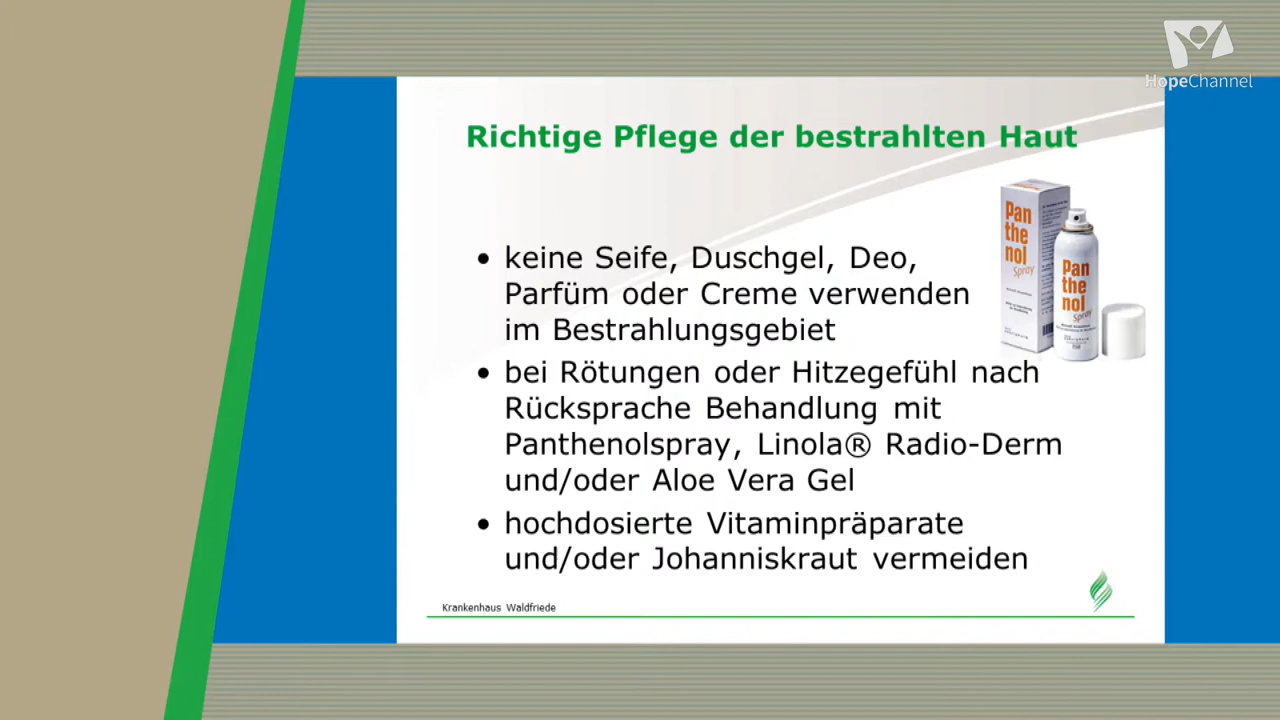 HopeChannel
Richtige Pflege der bestrahlten Haut
• keine Seife, Duschgel, Deo,
Parfüm oder Creme verwenden
im Bestrahlungsgebiet
• bei Rötungen oder Hitzegefühl nach
Rücksprache Behandlung mit
Panthenolspray, Linola® Radio-Derm
und/oder Aloe Vera Gel
• hochdosierte Vitaminpräparate
und/oder Johanniskraut vermeiden
Pan
the
nol
Spray
Pan
the
nol
Spray
Krankenhaus Waldfriede